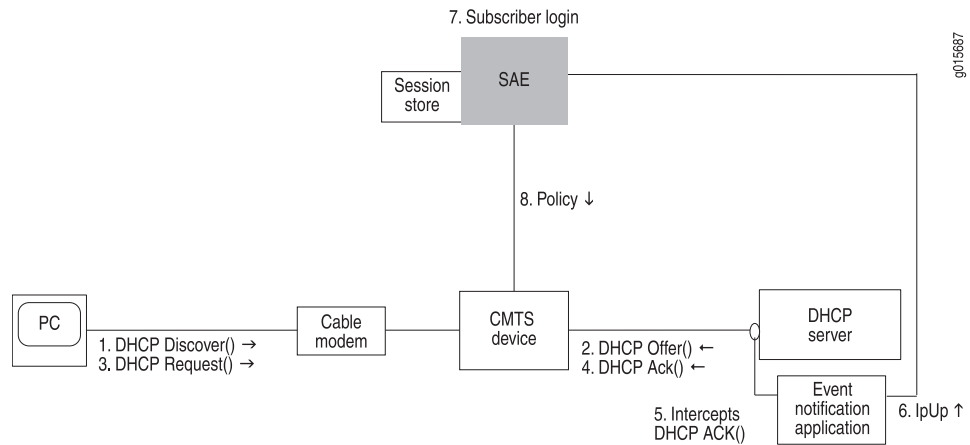 7. Subscriber login
g015687
Session
store
SAE
8. Policy ↓
PC
Cable
modem
CMTS
device
DHCP
server
1. DHCP Discover() →
3. DHCP Request() →
2. DHCP Offer() ←
4. DHCP Ack() ←
Event
notification
application
5. Intercepts
DHCP ACK()
6. IpUp ↑